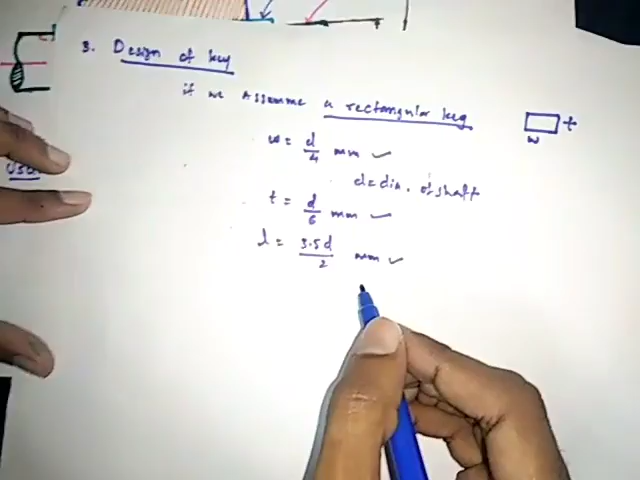 3. Design of key
if we Assume a rectangular key
w = d/4 mm ✓
t
w
d = dia. of shaft
t = d/6 mm ✓
l = 3.5d/2 mm ✓